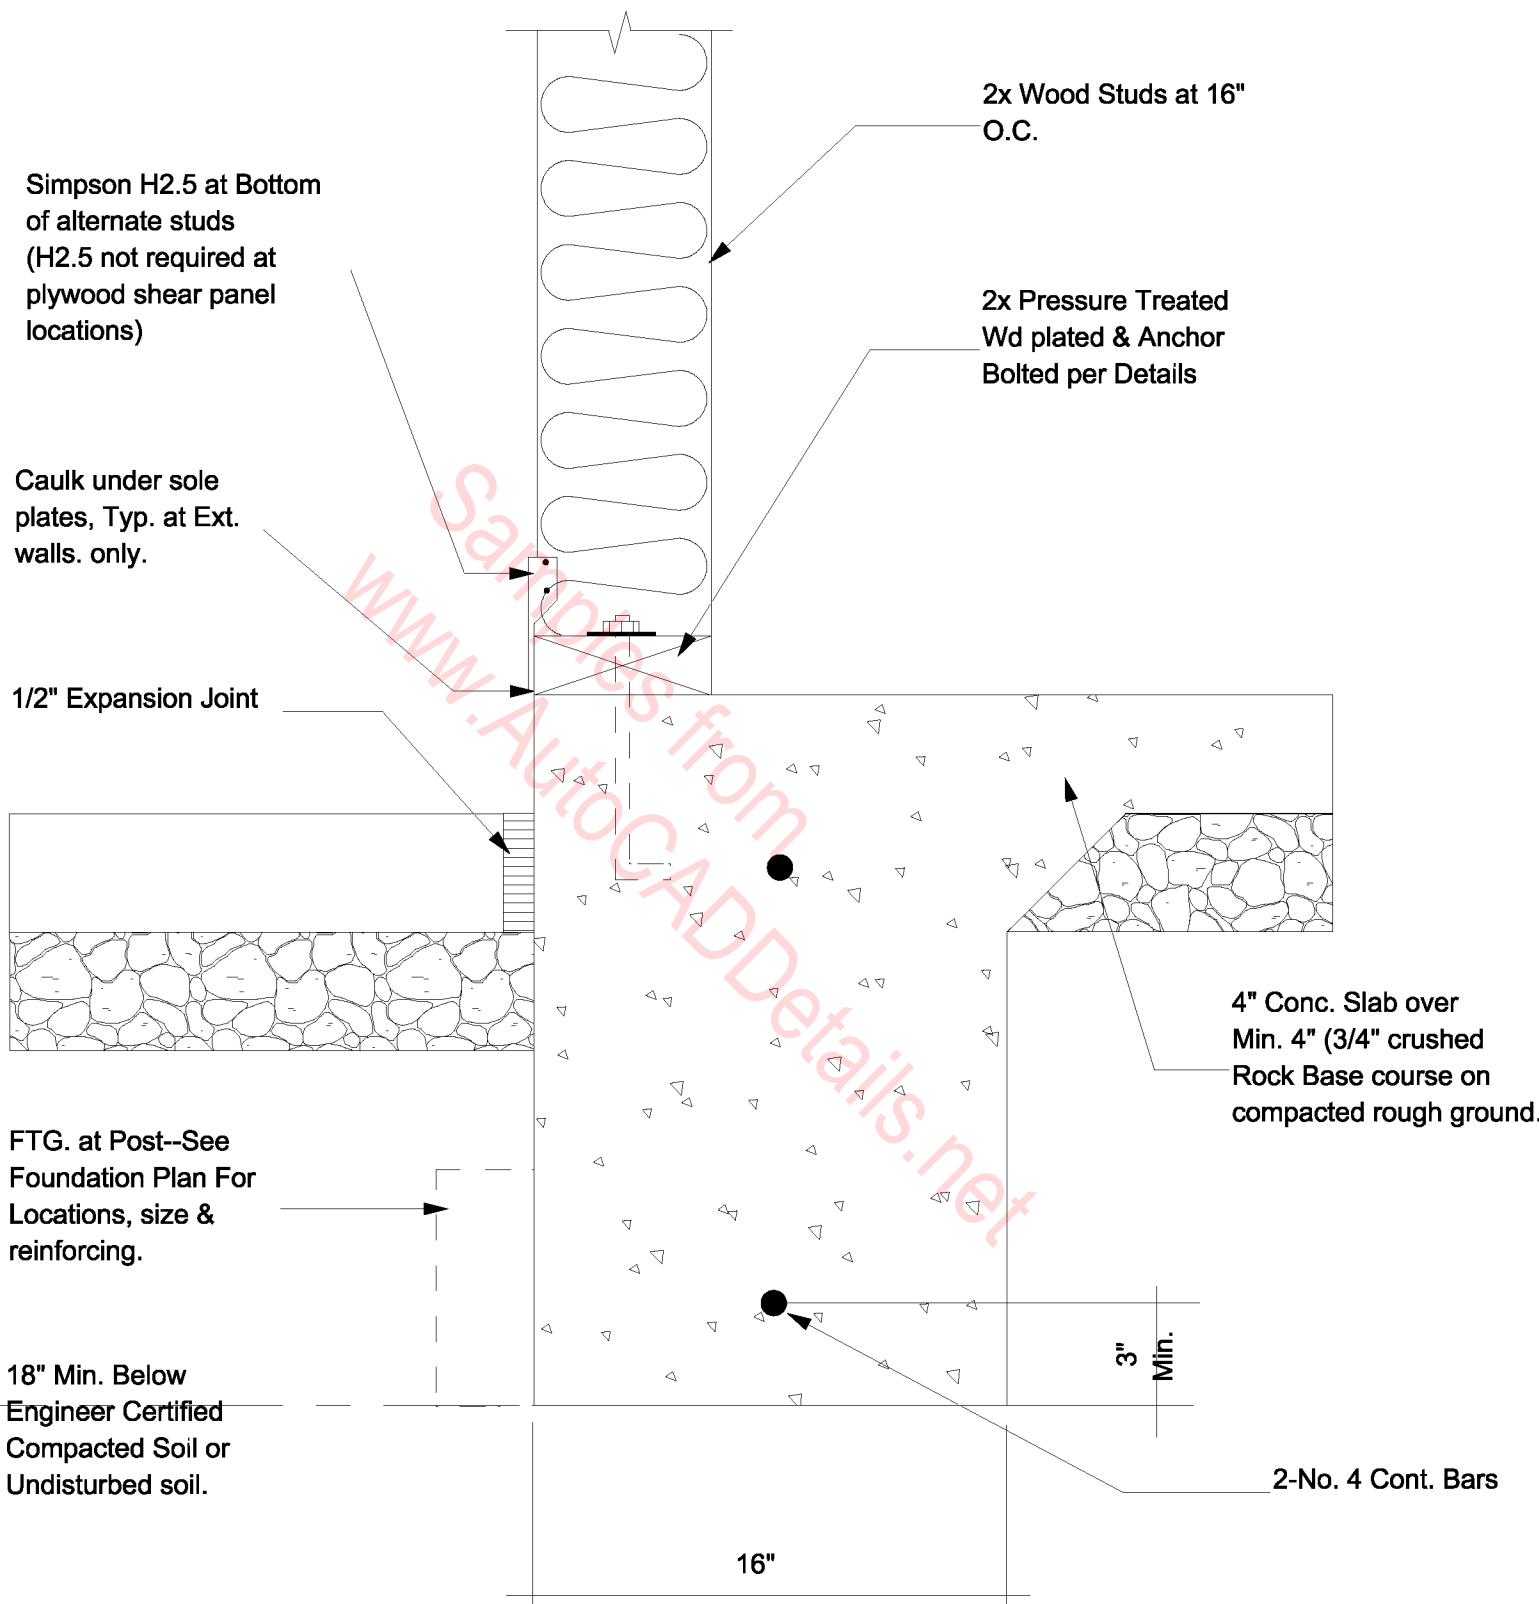 2x Wood Studs at 16"
O.C.
Simpson H2.5 at Bottom
of alternate studs
(H2.5 not required at
plywood shear panel
locations)
2x Pressure Treated
Wd plated & Anchor
Bolted per Details
Caulk under sole
plates, Typ. at Ext.
walls. only.
1/2" Expansion Joint
Samples from
www.AutoCADDetails.net
4" Conc. Slab over
Min. 4" (3/4" crushed
Rock Base course on
compacted rough ground.
FTG. at Post--See
Foundation Plan For
Locations, size &
reinforcing.
3"
Min.
18" Min. Below
Engineer Certified
Compacted Soil or
Undisturbed soil.
2-No. 4 Cont. Bars
16"